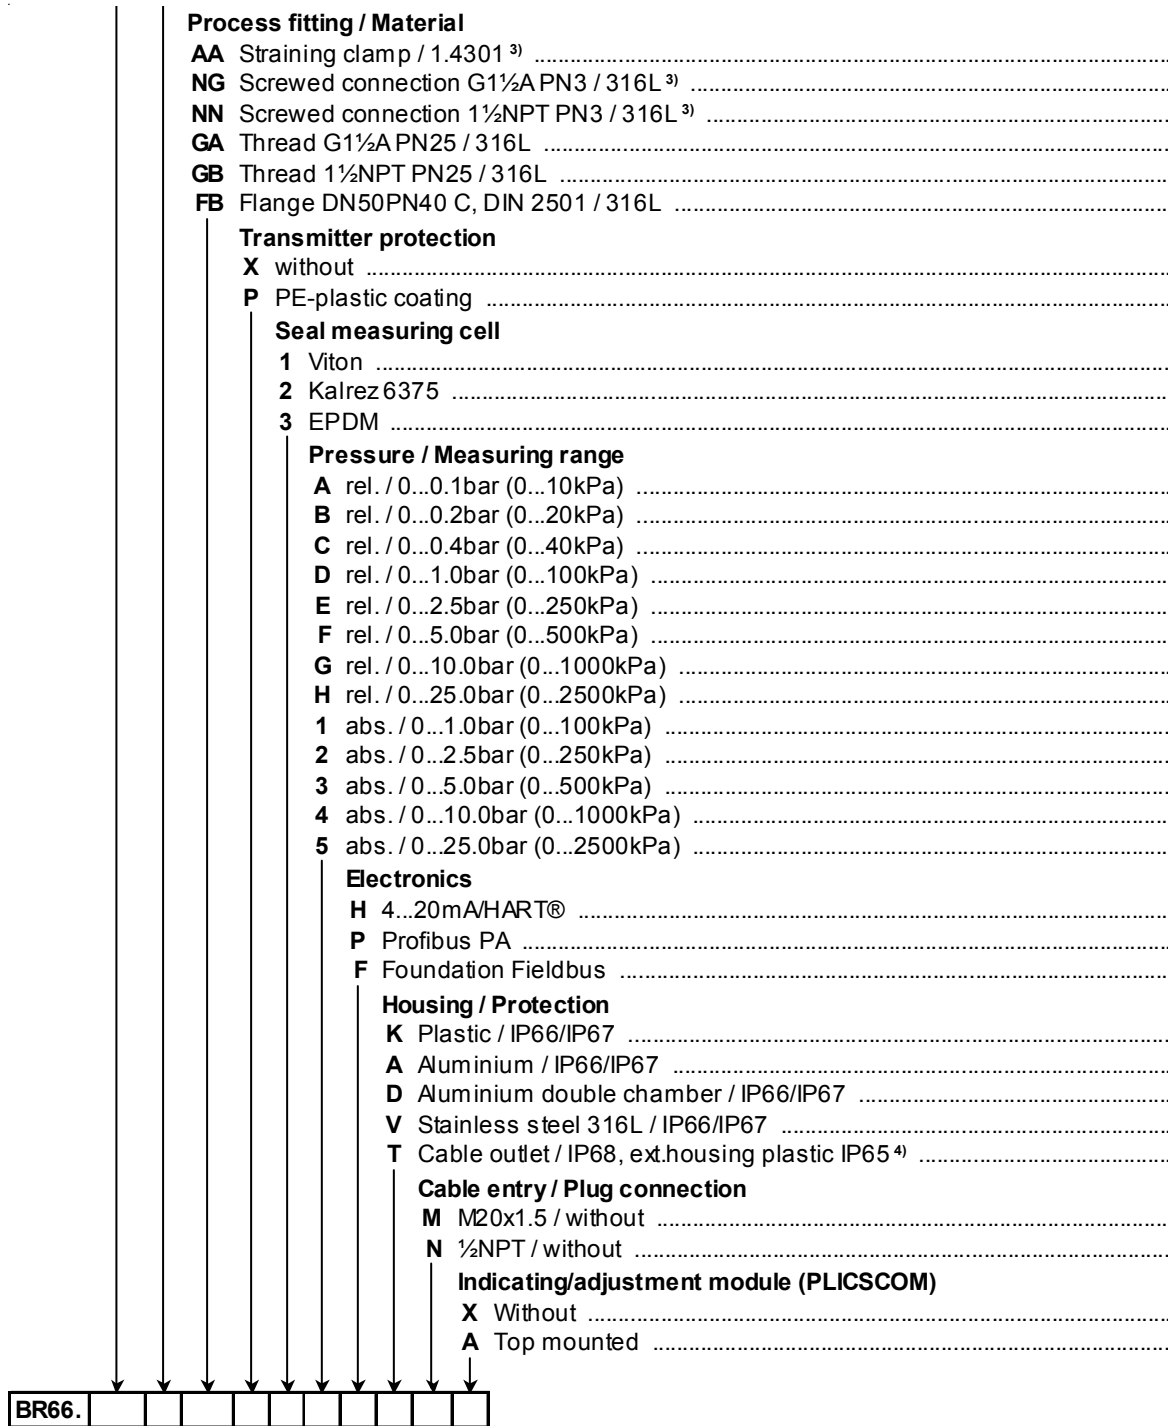 Process fitting / Material
AA Straining clamp / 1.4301 ³⁾
NG Screwed connection G1½A PN3 / 316L ³⁾
NN Screwed connection 1½NPT PN3 / 316L ³⁾
GA Thread G1½A PN25 / 316L
GB Thread 1½NPT PN25 / 316L
FB Flange DN50PN40 C, DIN 2501 / 316L
Transmitter protection
X without
P PE-plastic coating
Seal measuring cell
1 Viton
2 Kalrez 6375
3 EPDM
Pressure / Measuring range
A rel. / 0...0.1bar (0...10kPa)
B rel. / 0...0.2bar (0...20kPa)
C rel. / 0...0.4bar (0...40kPa)
D rel. / 0...1.0bar (0...100kPa)
E rel. / 0...2.5bar (0...250kPa)
F rel. / 0...5.0bar (0...500kPa)
G rel. / 0...10.0bar (0...1000kPa)
H rel. / 0...25.0bar (0...2500kPa)
1 abs. / 0...1.0bar (0...100kPa)
2 abs. / 0...2.5bar (0...250kPa)
3 abs. / 0...5.0bar (0...500kPa)
4 abs. / 0...10.0bar (0...1000kPa)
5 abs. / 0...25.0bar (0...2500kPa)
Electronics
H 4...20mA/HART®
P Profibus PA
F Foundation Fieldbus
Housing / Protection
K Plastic / IP66/IP67
A Aluminium / IP66/IP67
D Aluminium double chamber / IP66/IP67
V Stainless steel 316L / IP66/IP67
T Cable outlet / IP68, ext.housing plastic IP65 ⁴⁾
Cable entry / Plug connection
M M20x1.5 / without
N ½NPT / without
Indicating/adjustment module (PLICSCOM)
X Without
A Top mounted
BR66.